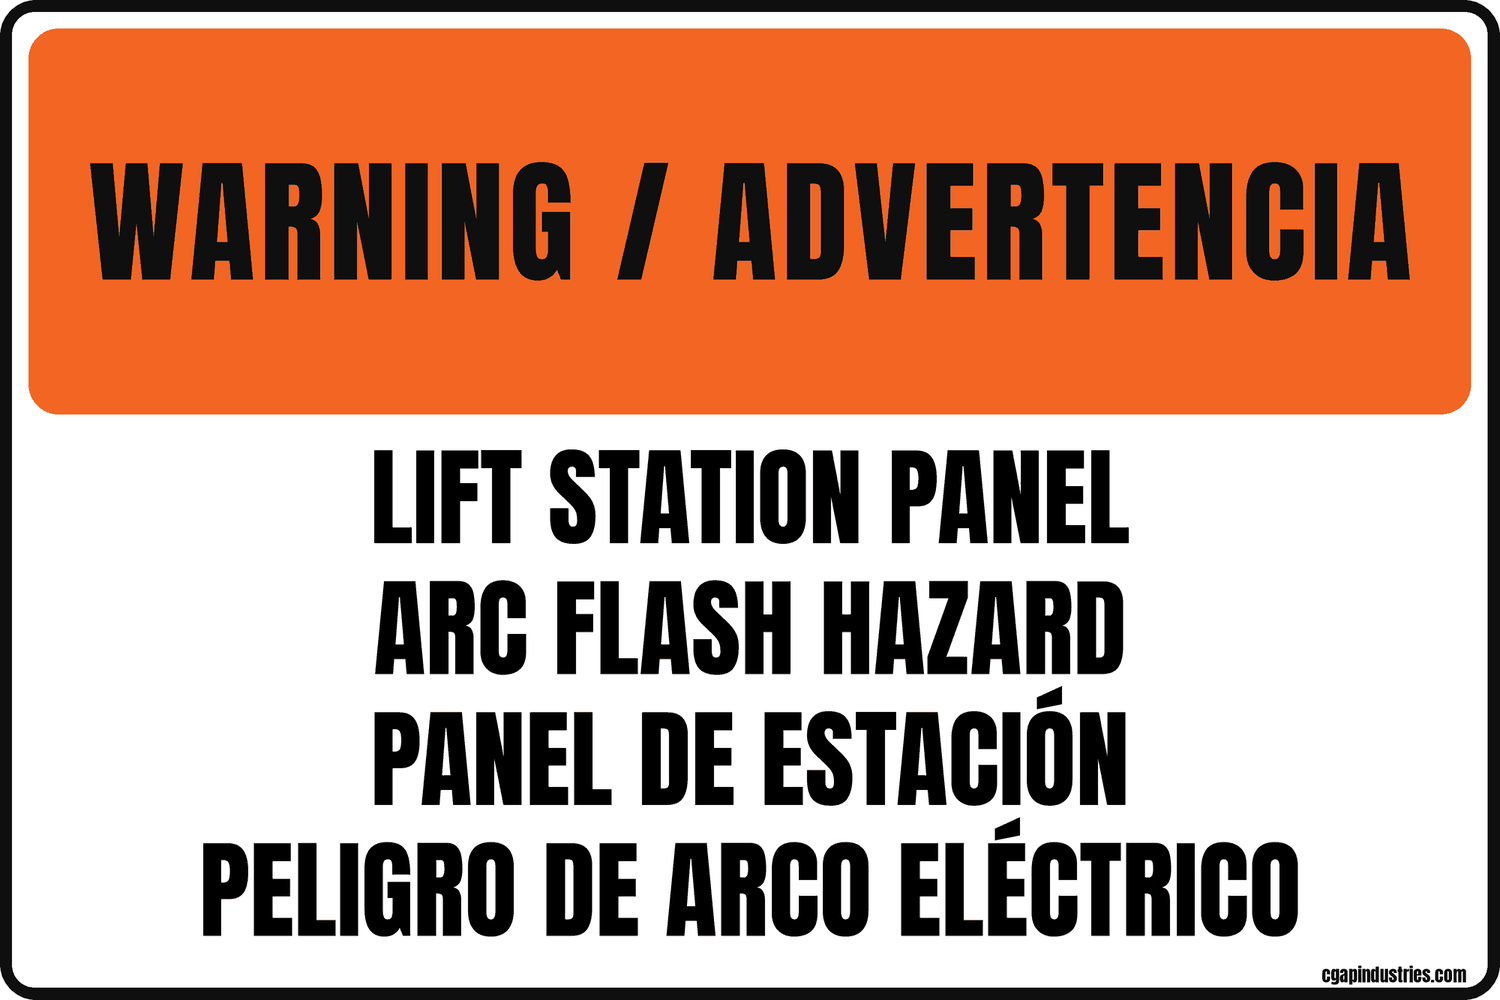 WARNING / ADVERTENCIA
LIFT STATION PANEL
ARC FLASH HAZARD
PANEL DE ESTACIÓN
PELIGRO DE ARCO ELÉCTRICO
cgapindustries.com